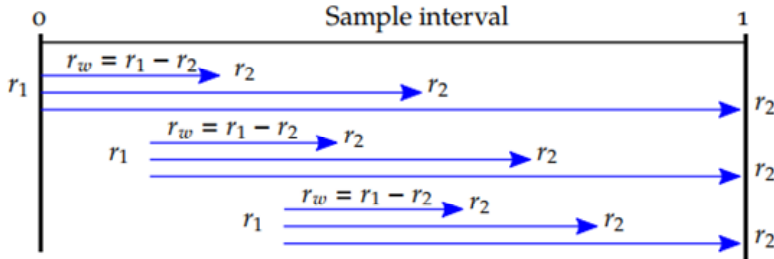 0 Sample interval 1
r_w = r_1 − r_2 r_2
r_1 r_2
r_2
r_w = r_1 − r_2 r_2
r_1 r_2
r_2
r_w = r_1 − r_2 r_2
r_1 r_2
r_2